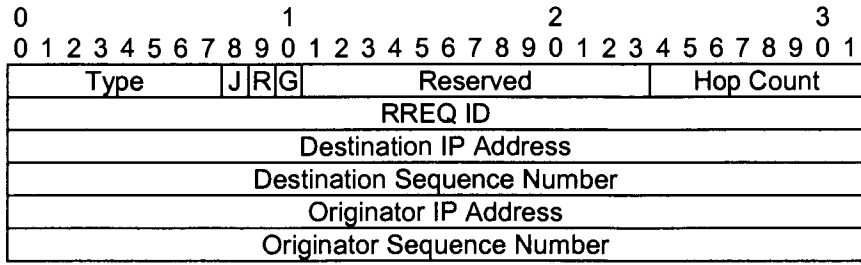 0 1 2 3
0 1 2 3 4 5 6 7 8 9 0 1 2 3 4 5 6 7 8 9 0 1 2 3 4 5 6 7 8 9 0 1
Type J R G Reserved Hop Count
RREQ ID
Destination IP Address
Destination Sequence Number
Originator IP Address
Originator Sequence Number